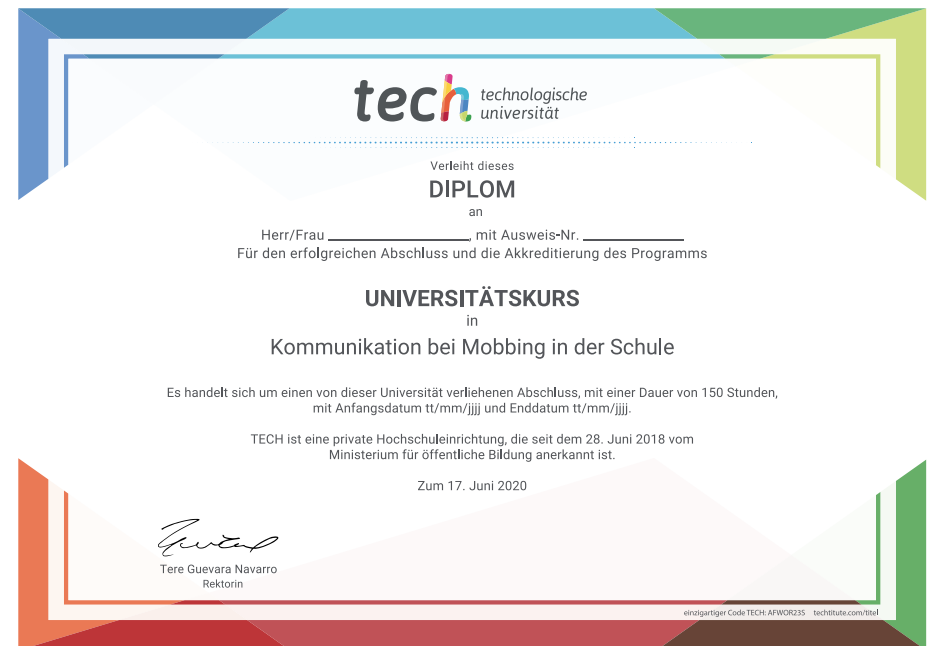 tech technologische
universität
Verleiht dieses
DIPLOM
an
Herr/Frau ________________, mit Ausweis-Nr. ____________
Für den erfolgreichen Abschluss und die Akkreditierung des Programms
UNIVERSITÄTSKURS
in
Kommunikation bei Mobbing in der Schule
Es handelt sich um einen von dieser Universität verliehenen Abschluss, mit einer Dauer von 150 Stunden,
mit Anfangsdatum tt/mm/jjjj und Enddatum tt/mm/jjjj.
TECH ist eine private Hochschuleinrichtung, die seit dem 28. Juni 2018 vom
Ministerium für öffentliche Bildung anerkannt ist.
Zum 17. Juni 2020
Tere Guevara Navarro
Rektorin
einzigartiger Code TECH: AFWOR23S techtitute.com/titel